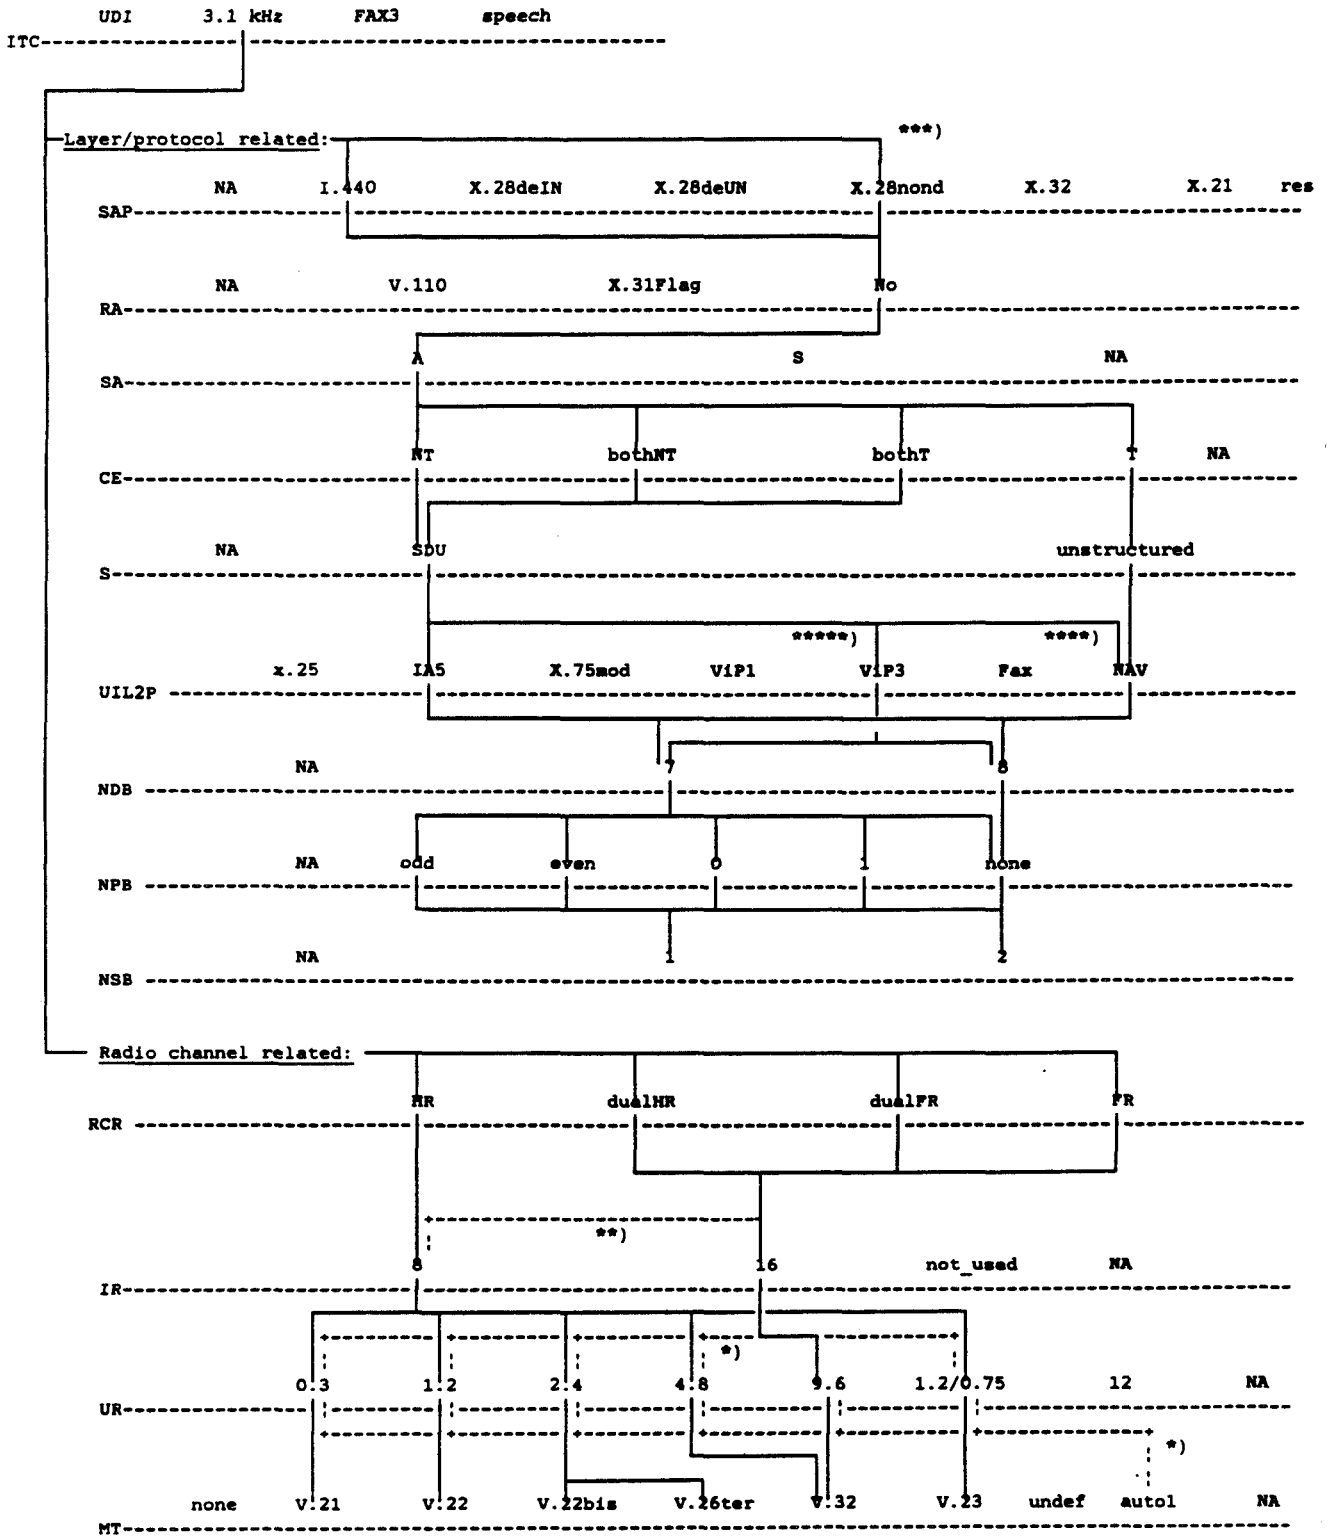 UDI 3.1 kHz FAX3 speech
ITC
Layer/protocol related: ***)
NA I.440 X.28deIN X.28deUN X.28nond X.32 X.21 res
SAP
NA V.110 X.31Flag No
RA
A S NA
SA
NT bothNT bothT T NA
CE
NA SDU unstructured
S
*****) ****)
x.25 IA5 X.75mod ViP1 ViP3 Fax NAV
UIL2P
NA 7 8
NDB
NA odd even 0 1 none
NPB
NA 1 2
NSB
Radio channel related:
HR dualHR dualFR FR
RCR
**)
8 16 not_used NA
IR
*)
0.3 1.2 2.4 4.8 9.6 1.2/0.75 12 NA
UR
*)
none V.21 V.22 V.22bis V.26ter V.32 V.23 undef auto1 NA
MT